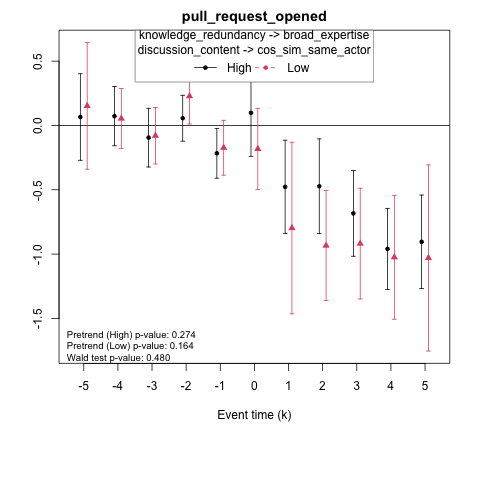 pull_request_opened
knowledge_redundancy -> broad_expertise
discussion_content -> cos_sim_same_actor
High Low
0.5
0.0
-0.5
-1.0
-1.5
Pretrend (High) p-value: 0.274
Pretrend (Low) p-value: 0.164
Wald test p-value: 0.480
-5 -4 -3 -2 -1 0 1 2 3 4 5
Event time (k)